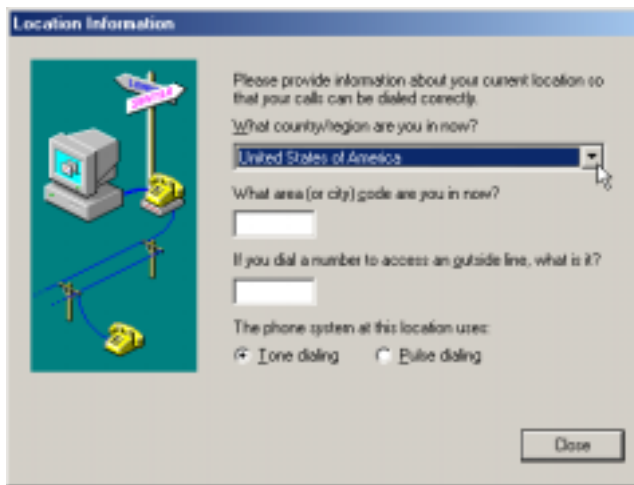 Location Information
Please provide information about your current location so
that your calls can be dialed correctly.
What country/region are you in now?
United States of America
What area (or city) code are you in now?
If you dial a number to access an outside line, what is it?
The phone system at this location uses:
Tone dialing
Pulse dialing
Close